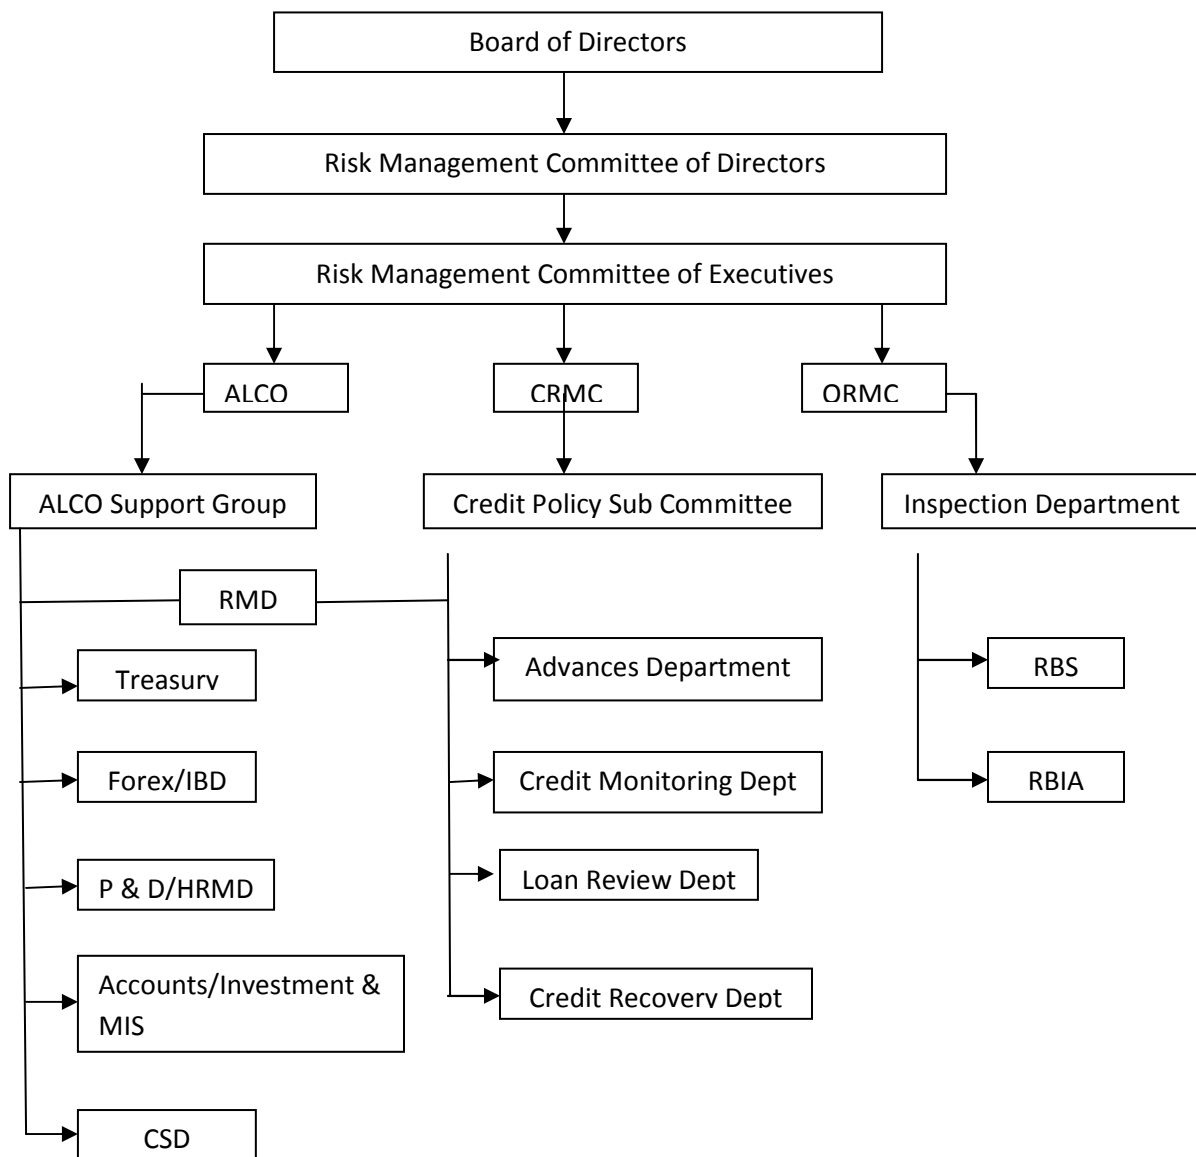 Board of Directors
Risk Management Committee of Directors
Risk Management Committee of Executives
ALCO
CRMC
ORMC
ALCO Support Group
Credit Policy Sub Committee
Inspection Department
RMD
Advances Department
RBS
Treasury
Forex/IBD
Credit Monitoring Dept
RBIA
P & D/HRMD
Loan Review Dept
Accounts/Investment &
MIS
Credit Recovery Dept
CSD